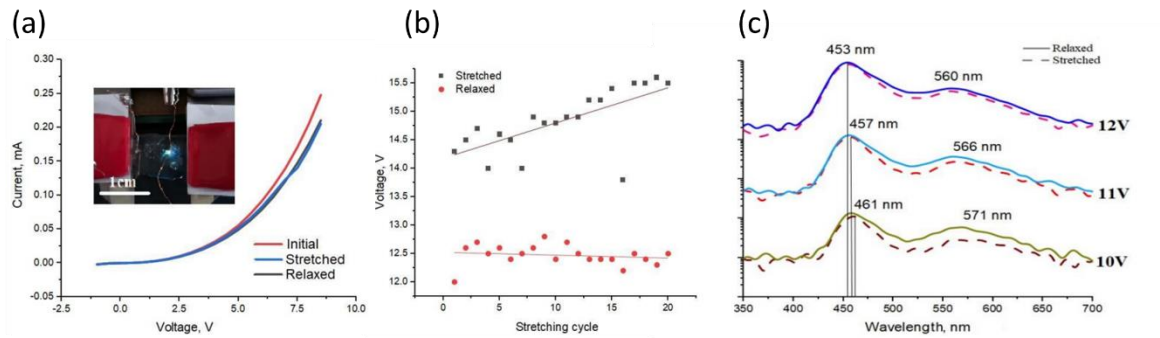 (a)
(b)
(c)
0.30
0.25
0.20
0.15
0.10
0.05
0.00
-0.05
Current, mA
1cm
Initial
Stretched
Relaxed
-2.5 0.0 2.5 5.0 7.5 10.0
Voltage, V
15.5
15.0
14.5
14.0
13.5
13.0
12.5
12.0
Voltage, V
Stretched
Relaxed
0 5 10 15 20
Stretching cycle
453 nm
Relaxed
Stretched
560 nm
12V
457 nm
566 nm
11V
461 nm
571 nm
10V
350 400 450 500 550 600 650 700
Wavelength, nm